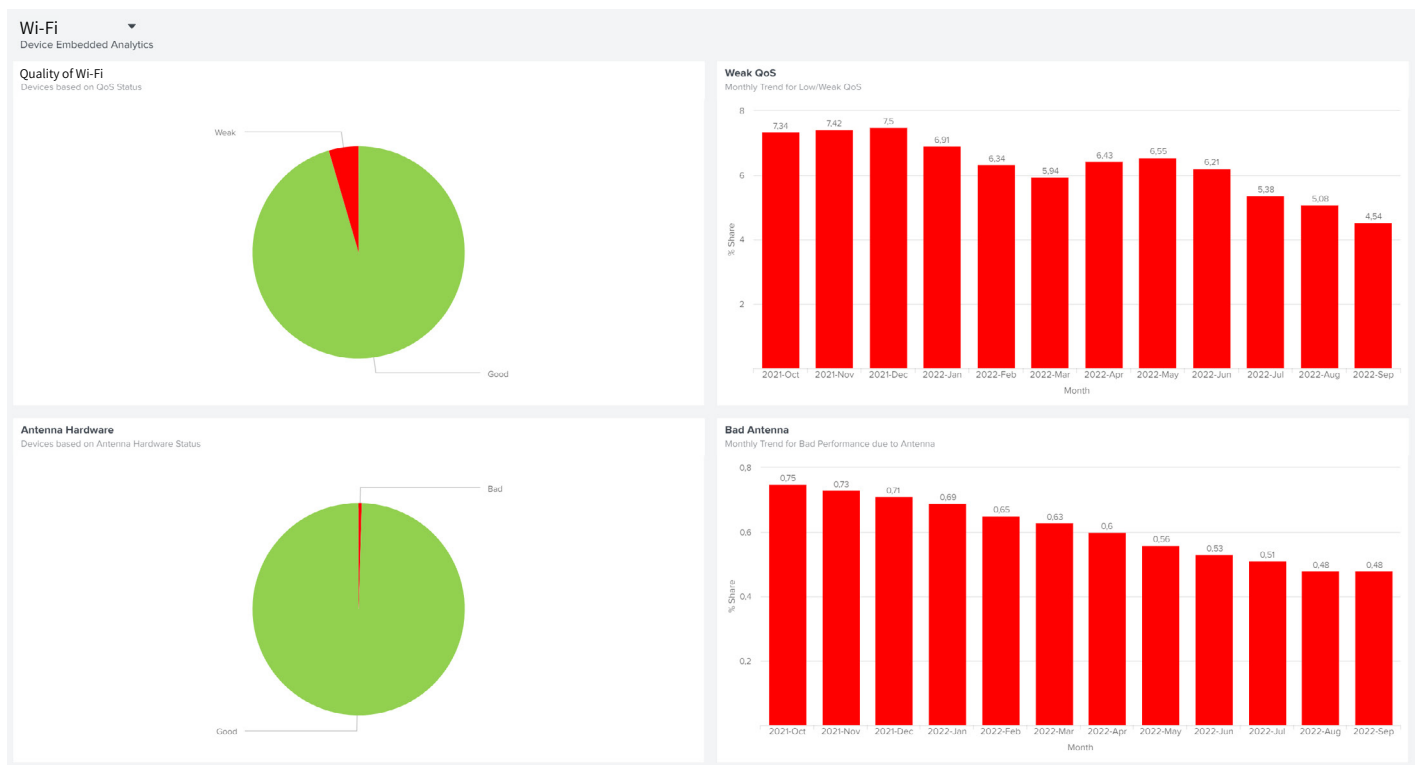 Wi-Fi
Device Embedded Analytics
Quality of Wi-Fi
Devices based on QoS Status
Weak
Good
Weak QoS
Monthly Trend for Low/Weak QoS
8
6
4
2
% Share
7,34 7,42 7,5 6,91 6,34 5,94 6,43 6,55 6,21 5,38 5,08 4,54
2021-Oct 2021-Nov 2021-Dec 2022-Jan 2022-Feb 2022-Mar 2022-Apr 2022-May 2022-Jun 2022-Jul 2022-Aug 2022-Sep
Month
Antenna Hardware
Devices based on Antenna Hardware Status
Bad
Good
Bad Antenna
Monthly Trend for Bad Performance due to Antenna
0,8
0,6
0,4
0,2
% Share
0,75 0,73 0,71 0,69 0,65 0,63 0,6 0,56 0,53 0,51 0,48 0,48
2021-Oct 2021-Nov 2021-Dec 2022-Jan 2022-Feb 2022-Mar 2022-Apr 2022-May 2022-Jun 2022-Jul 2022-Aug 2022-Sep
Month